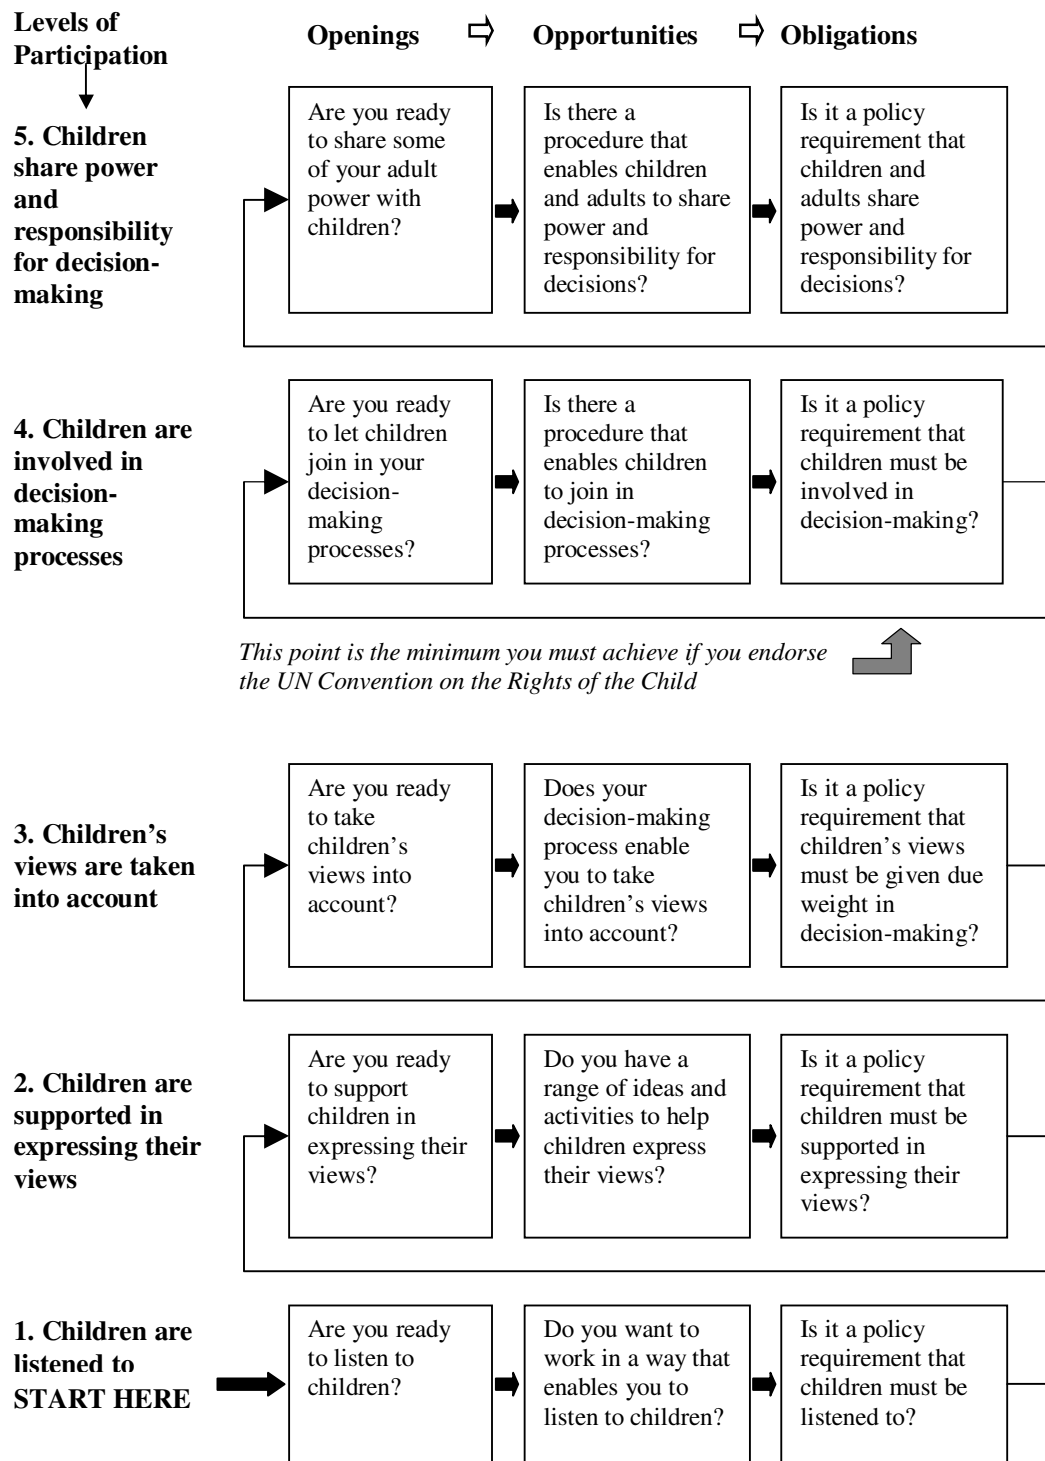 Levels of
Participation
Openings
Opportunities
Obligations
5. Children
share power
and
responsibility
for decision-
making
Are you ready
to share some
of your adult
power with
children?
Is there a
procedure that
enables children
and adults to share
power and
responsibility for
decisions?
Is it a policy
requirement that
children and
adults share
power and
responsibility for
decisions?
4. Children are
involved in
decision-
making
processes
Are you ready
to let children
join in your
decision-
making
processes?
Is there a
procedure that
enables children
to join in
decision-making
processes?
Is it a policy
requirement that
children must be
involved in
decision-making?
This point is the minimum you must achieve if you endorse
the UN Convention on the Rights of the Child
3. Children’s
views are taken
into account
Are you ready
to take
children’s
views into
account?
Does your
decision-making
process enable
you to take
children’s views
into account?
Is it a policy
requirement that
children’s views
must be given due
weight in
decision-making?
2. Children are
supported in
expressing their
views
Are you ready
to support
children in
expressing their
views?
Do you have a
range of ideas and
activities to help
children express
their views?
Is it a policy
requirement that
children must be
supported in
expressing their
views?
1. Children are
listened to
START HERE
Are you ready
to listen to
children?
Do you want to
work in a way that
enables you to
listen to children?
Is it a policy
requirement that
children must be
listened to?